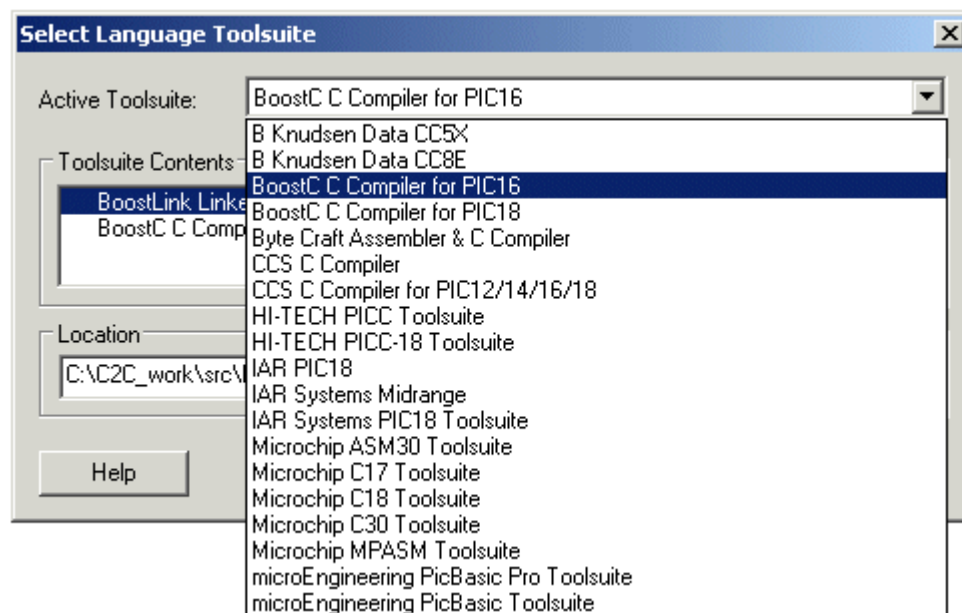 Select Language Toolsuite
Active Toolsuite:
BoostC C Compiler for PIC16
B Knudsen Data CC5X
B Knudsen Data CC8E
BoostC C Compiler for PIC16
BoostC C Compiler for PIC18
Byte Craft Assembler & C Compiler
CCS C Compiler
CCS C Compiler for PIC12/14/16/18
HI-TECH PICC Toolsuite
HI-TECH PICC-18 Toolsuite
IAR PIC18
IAR Systems Midrange
IAR Systems PIC18 Toolsuite
Microchip ASM30 Toolsuite
Microchip C17 Toolsuite
Microchip C18 Toolsuite
Microchip C30 Toolsuite
Microchip MPASM Toolsuite
microEngineering PicBasic Pro Toolsuite
microEngineering PicBasic Toolsuite
Toolsuite Contents
BoostLink Linke
BoostC C Comp
Location
C:\C2C_work\src\
Help